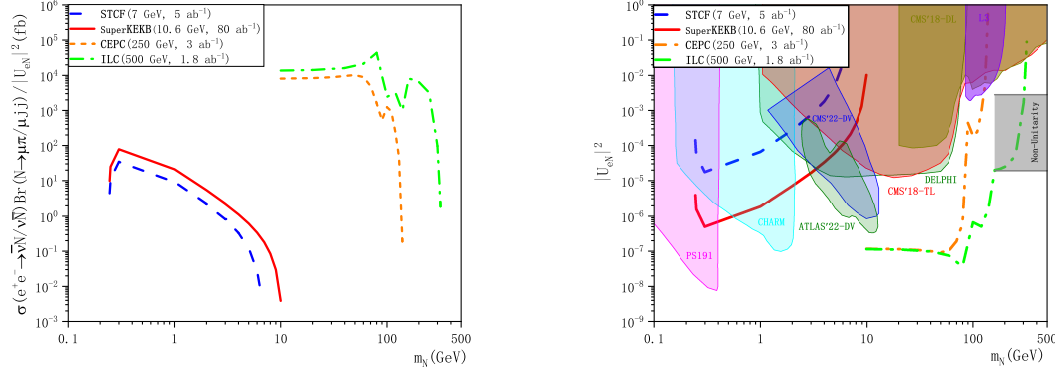 STCF(7 GeV, 5 ab⁻¹)
SuperKEKB(10.6 GeV, 80 ab⁻¹)
CEPC(250 GeV, 3 ab⁻¹)
ILC(500 GeV, 1.8 ab⁻¹)
σ(e⁺e⁻→ν̄N/νN̄)Br(N→μπ/μjj)/|U_eN|²(fb)
10⁶
10⁵
10⁴
10³
10²
10¹
10⁰
10⁻¹
10⁻²
10⁻³
0.1
1
10
100
500
m_N(GeV)
STCF(7 GeV, 5 ab⁻¹)
SuperKEKB(10.6 GeV, 80 ab⁻¹)
CEPC(250 GeV, 3 ab⁻¹)
ILC(500 GeV, 1.8 ab⁻¹)
CMS'18-DL
L3
CMS'22-DV
Non-Unitarity
DELPHI
CMS'18-TL
CHARM
ATLAS'22-DV
PS191
|U_eN|²
10⁰
10⁻¹
10⁻²
10⁻³
10⁻⁴
10⁻⁵
10⁻⁶
10⁻⁷
10⁻⁸
10⁻⁹
0.1
1
10
100
500
m_N(GeV)